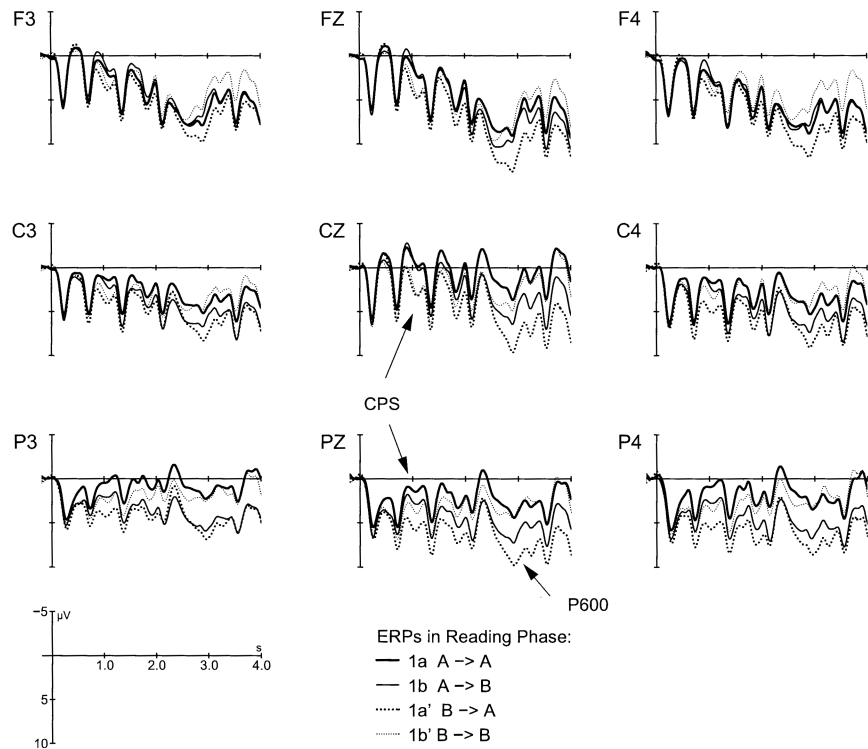 F3 FZ F4
C3 CZ C4
CPS
P3 PZ P4
P600
−5
µV
s
1.0 2.0 3.0 4.0
5
10
ERPs in Reading Phase:
1a A −> A
1b A −> B
1a' B −> A
1b' B −> B